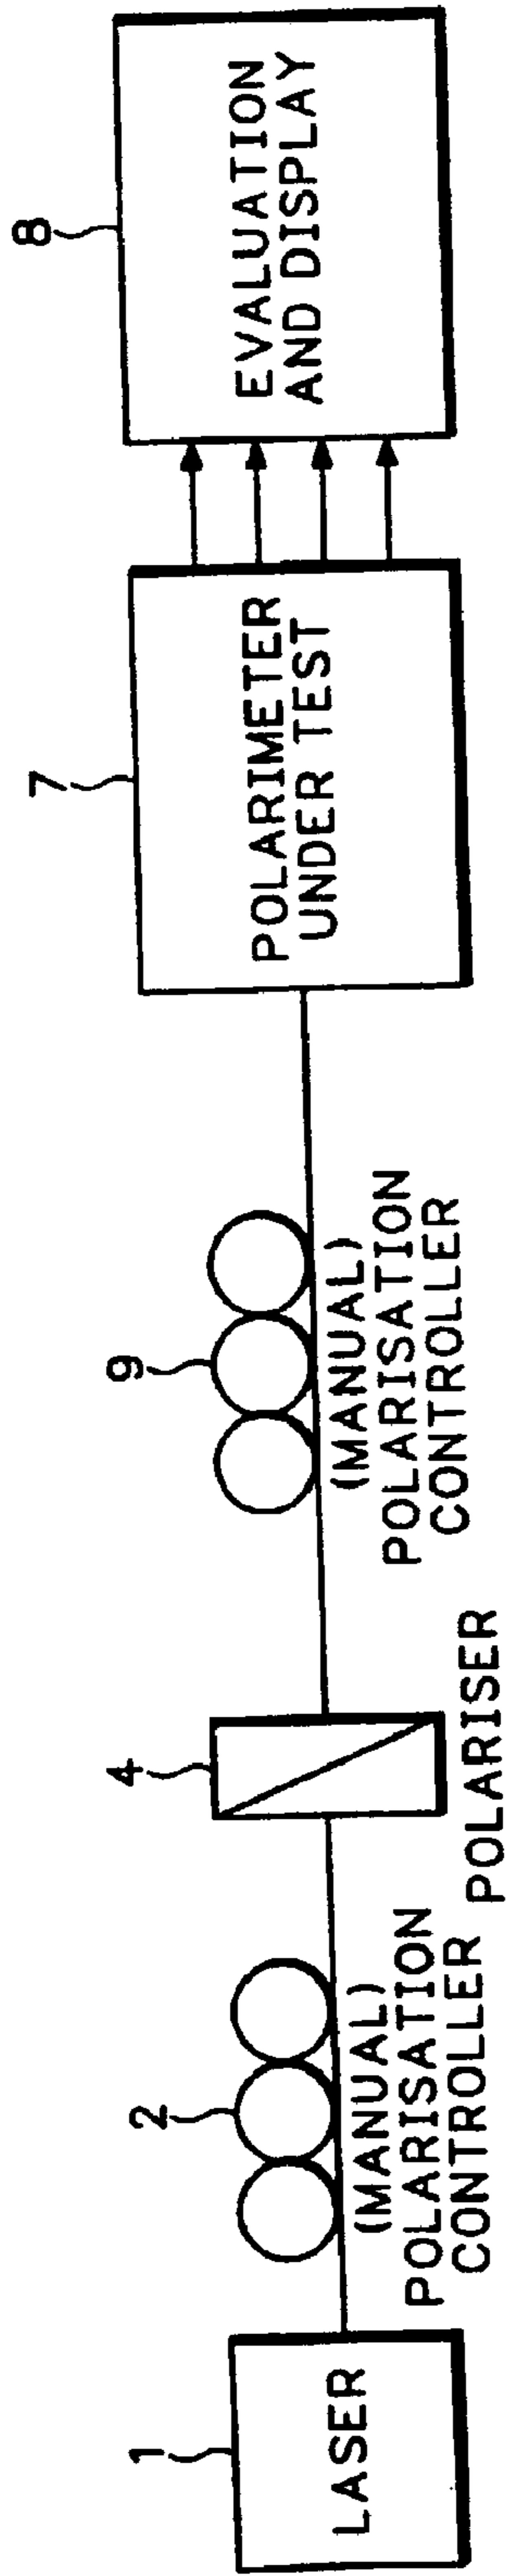 1
LASER
2
(MANUAL)
POLARISATION
CONTROLLER
4
POLARISER
9
(MANUAL)
POLARISATION
CONTROLLER
7
POLARIMETER
UNDER TEST
8
EVALUATION
AND DISPLAY